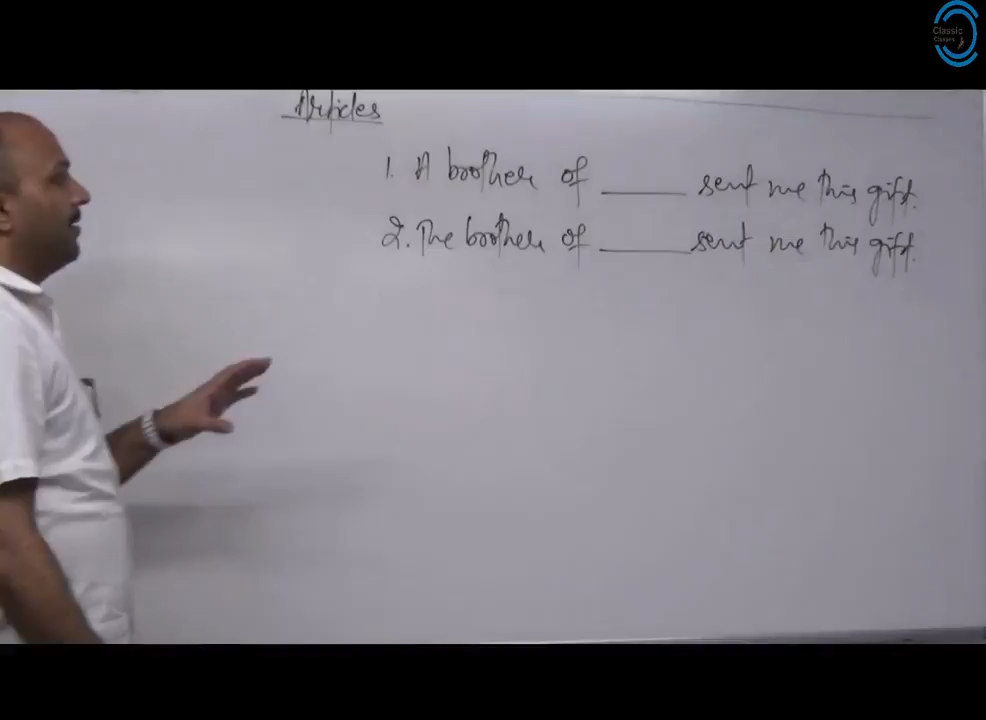 Classic
Classes
Articles
1. A brother of ______ sent me this gift.
2. The brother of ______ sent me this gift.